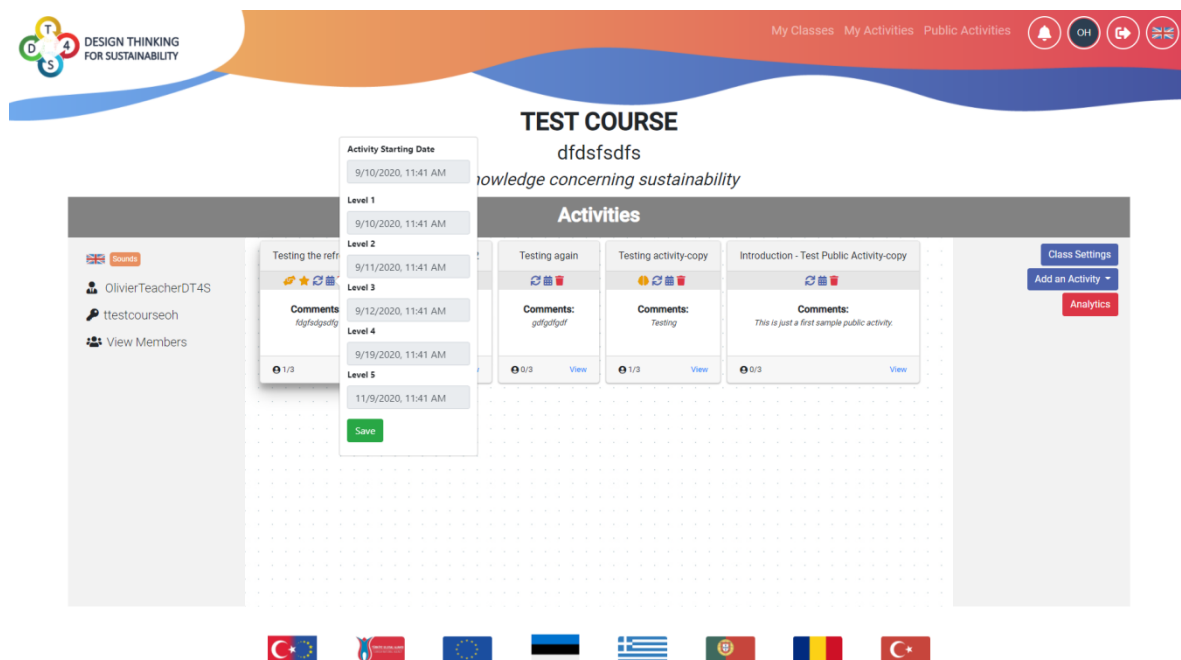 T
D 4
S
DESIGN THINKING
FOR SUSTAINABILITY
My Classes My Activities Public Activities
OH
TEST COURSE
dfdsfsdfs
nowledge concerning sustainability
Activities
Activity Starting Date
9/10/2020, 11:41 AM
Level 1
9/10/2020, 11:41 AM
Level 2
9/11/2020, 11:41 AM
Level 3
9/12/2020, 11:41 AM
Level 4
9/19/2020, 11:41 AM
Level 5
11/9/2020, 11:41 AM
Save
Sounds
OlivierTeacherDT4S
ttestcourseoh
View Members
Testing the refr
Comments
fdgfsdgsdfg
1/3
Testing again
Comments:
gdfgdfgdf
0/3 View
Testing activity-copy
Comments:
Testing
1/3 View
Introduction - Test Public Activity-copy
Comments:
This is just a first sample public activity.
0/3 View
Class Settings
Add an Activity
Analytics